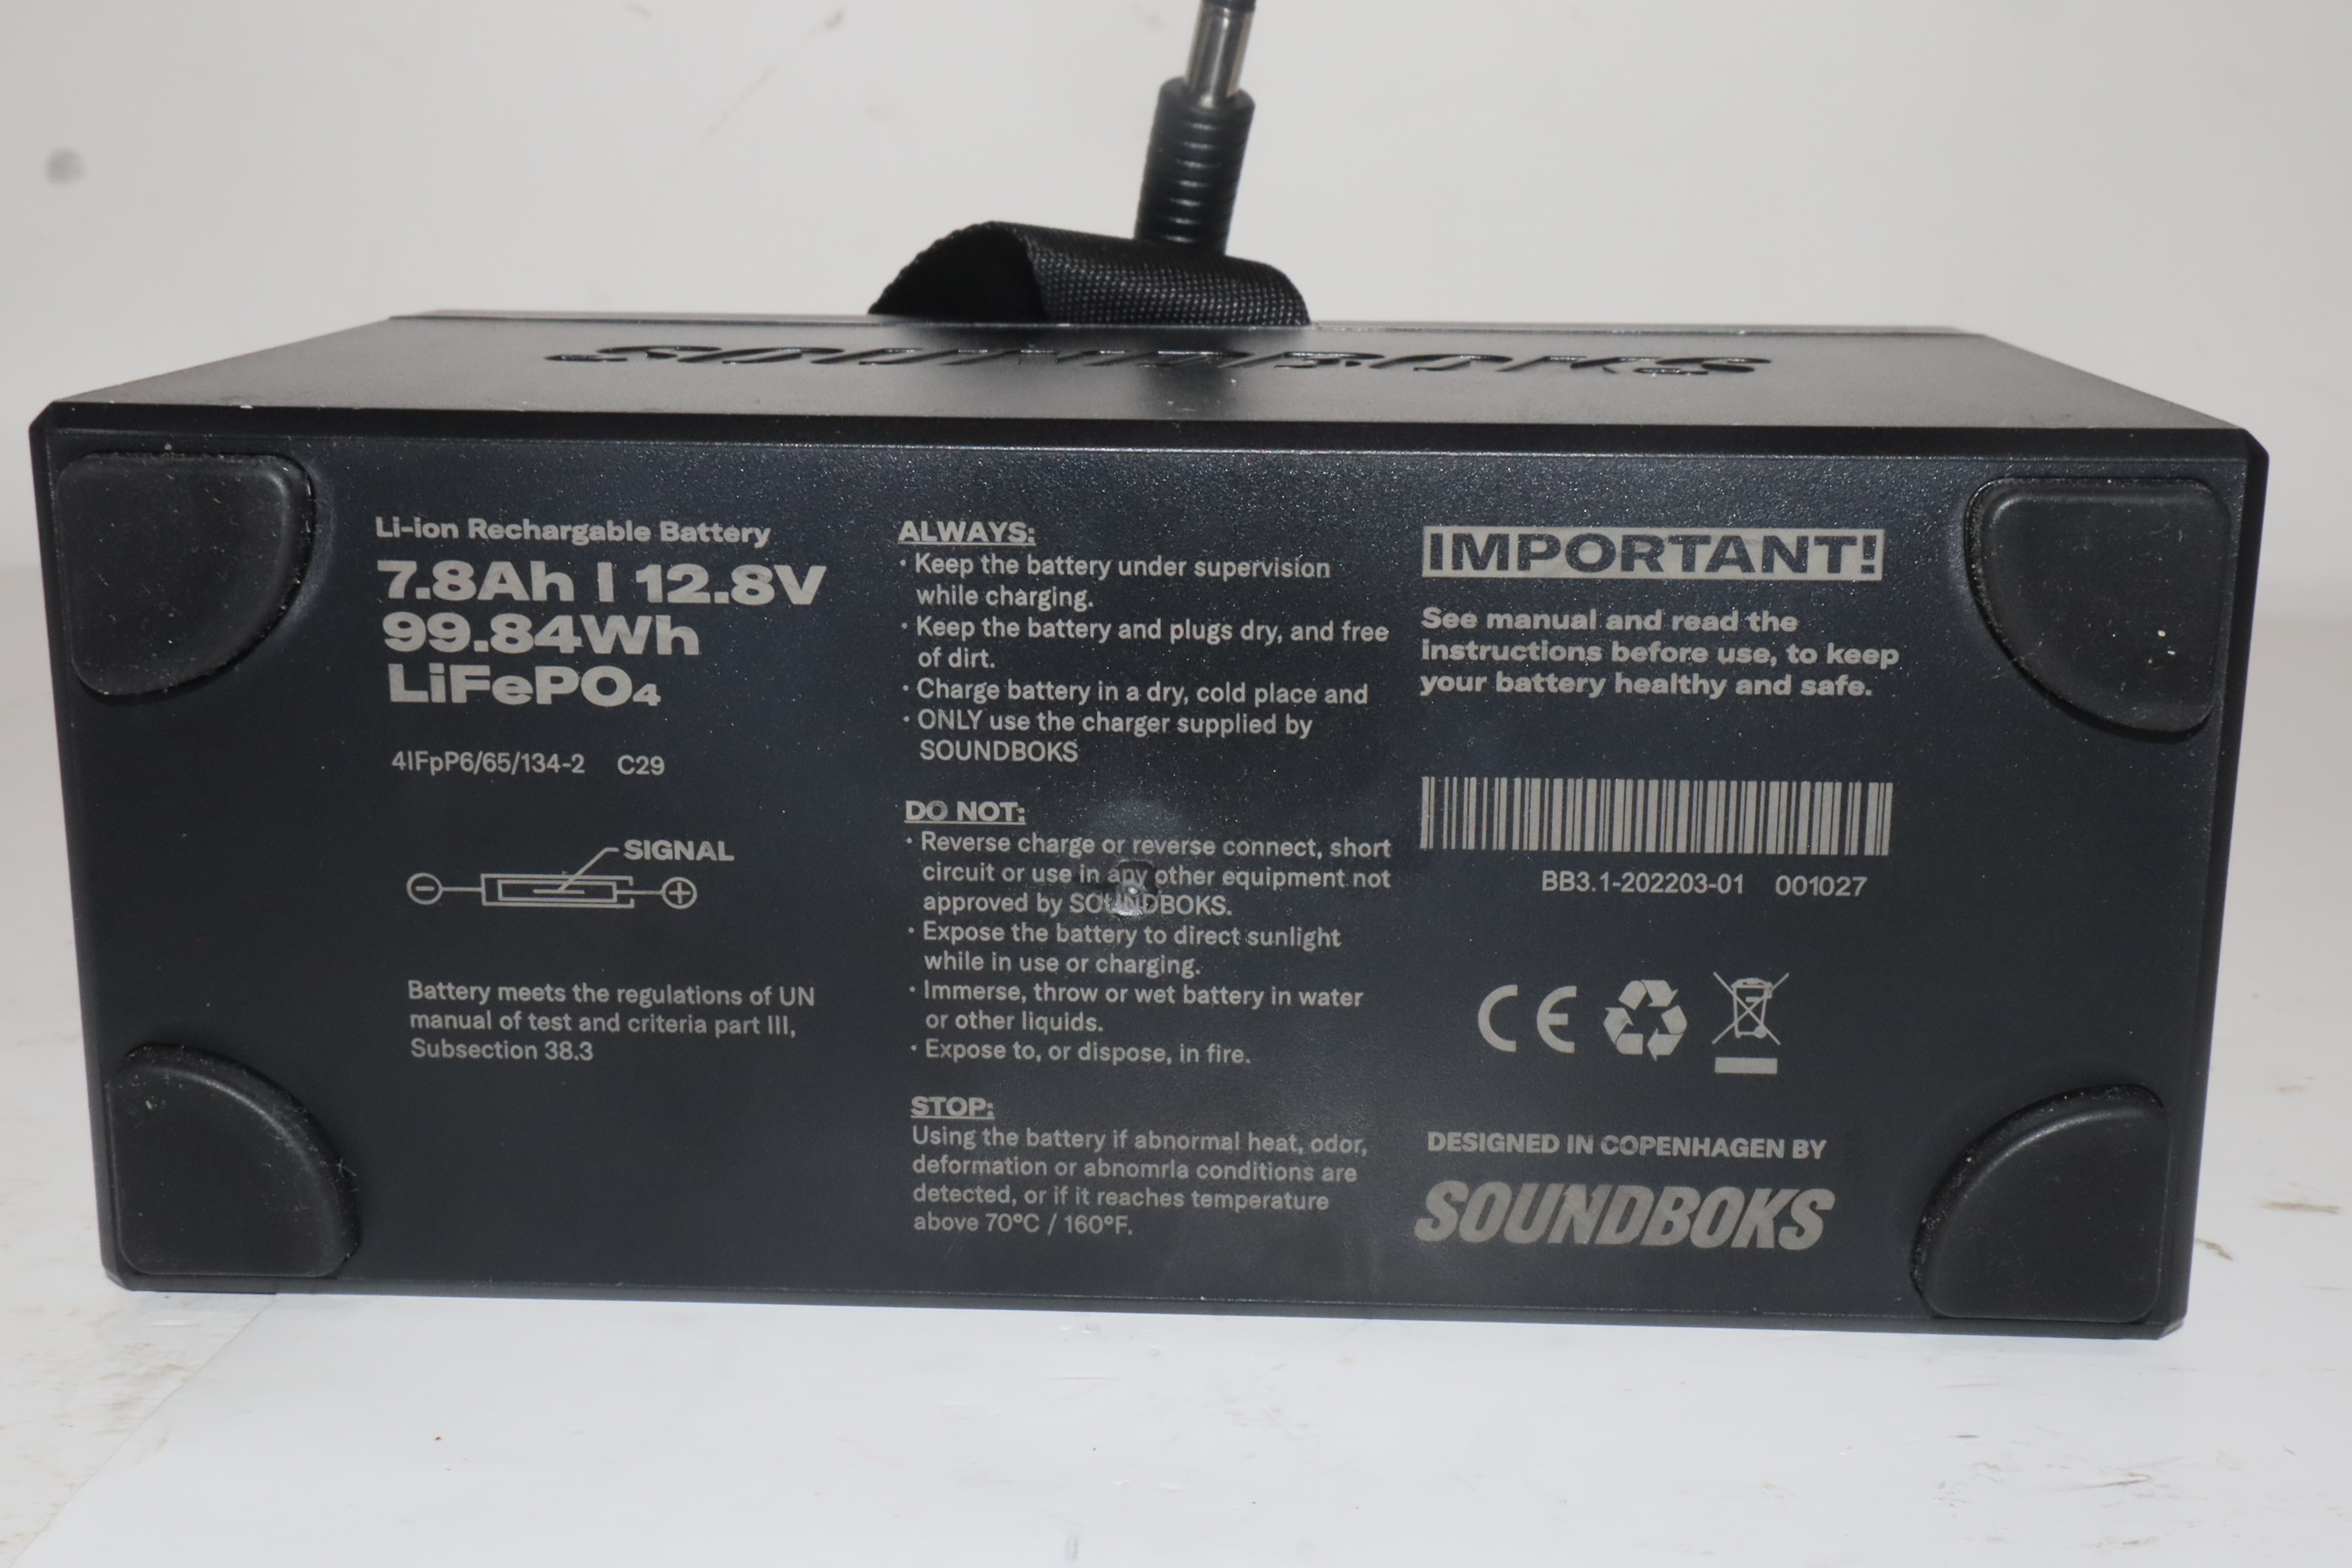 SOUNDBOKS
Li-ion Rechargable Battery
7.8Ah | 12.8V
99.84Wh
LiFePO4
4IFpP6/65/134-2 C29
SIGNAL
− +
Battery meets the regulations of UN
manual of test and criteria part III,
Subsection 38.3
ALWAYS:
· Keep the battery under supervision
while charging.
· Keep the battery and plugs dry, and free
of dirt.
· Charge battery in a dry, cold place and
· ONLY use the charger supplied by
SOUNDBOKS
DO NOT:
· Reverse charge or reverse connect, short
circuit or use in any other equipment not
approved by SOUNDBOKS.
· Expose the battery to direct sunlight
while in use or charging.
· Immerse, throw or wet battery in water
or other liquids.
· Expose to, or dispose, in fire.
STOP:
Using the battery if abnormal heat, odor,
deformation or abnomrla conditions are
detected, or if it reaches temperature
above 70°C / 160°F.
IMPORTANT!
See manual and read the
instructions before use, to keep
your battery healthy and safe.
BB3.1-202203-01 001027
CE
DESIGNED IN COPENHAGEN BY
SOUNDBOKS